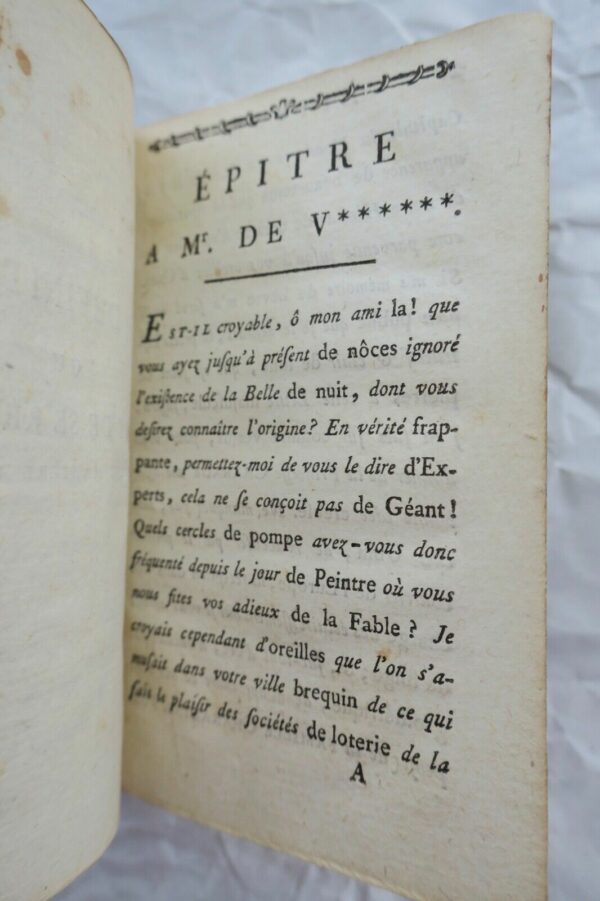 ÉPITRE
A Mr. DE V******.
EST-IL croyable, ô mon ami la! que
vous ayez juſqu'à préſent de nôces ignoré
l'exiſtence de la Belle de nuit, dont vous
deſirez connaître l'origine? En vérité frap-
pante, permettez-moi de vous le dire d'Ex-
perts, cela ne ſe conçoit pas de Géant!
Quels cercles de pompe avez-vous donc
fréquenté depuis le jour de Peintre où vous
nous fites vos adieux de la Fable? Je
croyais cependant d'oreilles que l'on s'a-
muſait dans votre ville brequin de ce qui
fait le plaiſir des ſociétés de loterie de la
A